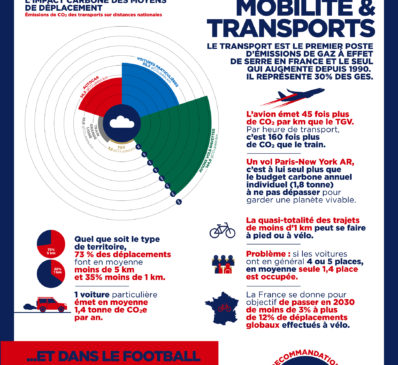 L'IMPACT CARBONE DES MOYENS
DE DÉPLACEMENT
Émissions de CO₂ des transports sur distances nationales
MOBILITÉ &
TRANSPORTS
LE TRANSPORT EST LE PREMIER POSTE
D'ÉMISSIONS DE GAZ À EFFET
DE SERRE EN FRANCE ET LE SEUL
QUI AUGMENTE DEPUIS 1990.
IL REPRÉSENTE 30% DES GES.
AUTOCAR
VOITURES PARTICULIÈRES
TGV
L'avion émet 45 fois plus
de CO₂ par km que le TGV.
Par heure de transport,
c'est 160 fois plus
de CO₂ que le train.
Un vol Paris-New York AR,
c'est à lui seul plus que
le budget carbone annuel
individuel (1,8 tonne)
à ne pas dépasser pour
garder une planète vivable.
La quasi-totalité des trajets
de moins d'1 km peut se faire
à pied ou à vélo.
Quel que soit le type
de territoire,
73 % des déplacements
font en moyenne
moins de 5 km
et 35% moins de 1 km.
Problème : si les voitures
ont en général 4 ou 5 places,
en moyenne seule 1,4 place
est occupée.
1 voiture particulière
émet en moyenne
1,4 tonne de CO₂e
par an.
La France se donne pour
objectif de passer en 2030
de moins de 3% à plus
de 12% de déplacements
globaux effectués à vélo.
...ET DANS LE FOOTBALL
RECOMMANDATION